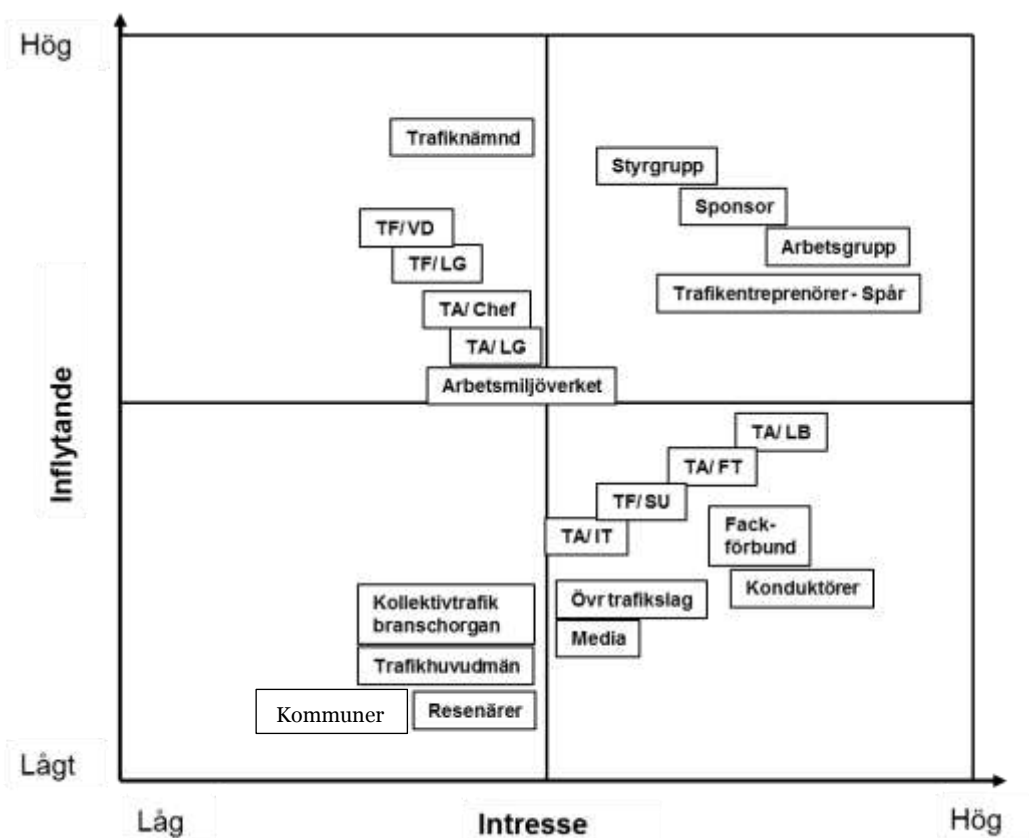 Hög
Trafiknämnd
Styrgrupp
Sponsor
TF/VD
Arbetsgrupp
TF/LG
Trafikentreprenörer - Spår
TA/ Chef
TA/ LG
Arbetsmiljöverket
Inflytande
TA/ LB
TA/ FT
TF/SU
TA/ IT
Fack-
förbund
Konduktörer
Kollektivtrafik
branschorgan
Övr trafikslag
Media
Trafikhuvudmän
Kommuner
Resenärer
Lågt
Låg
Intresse
Hög